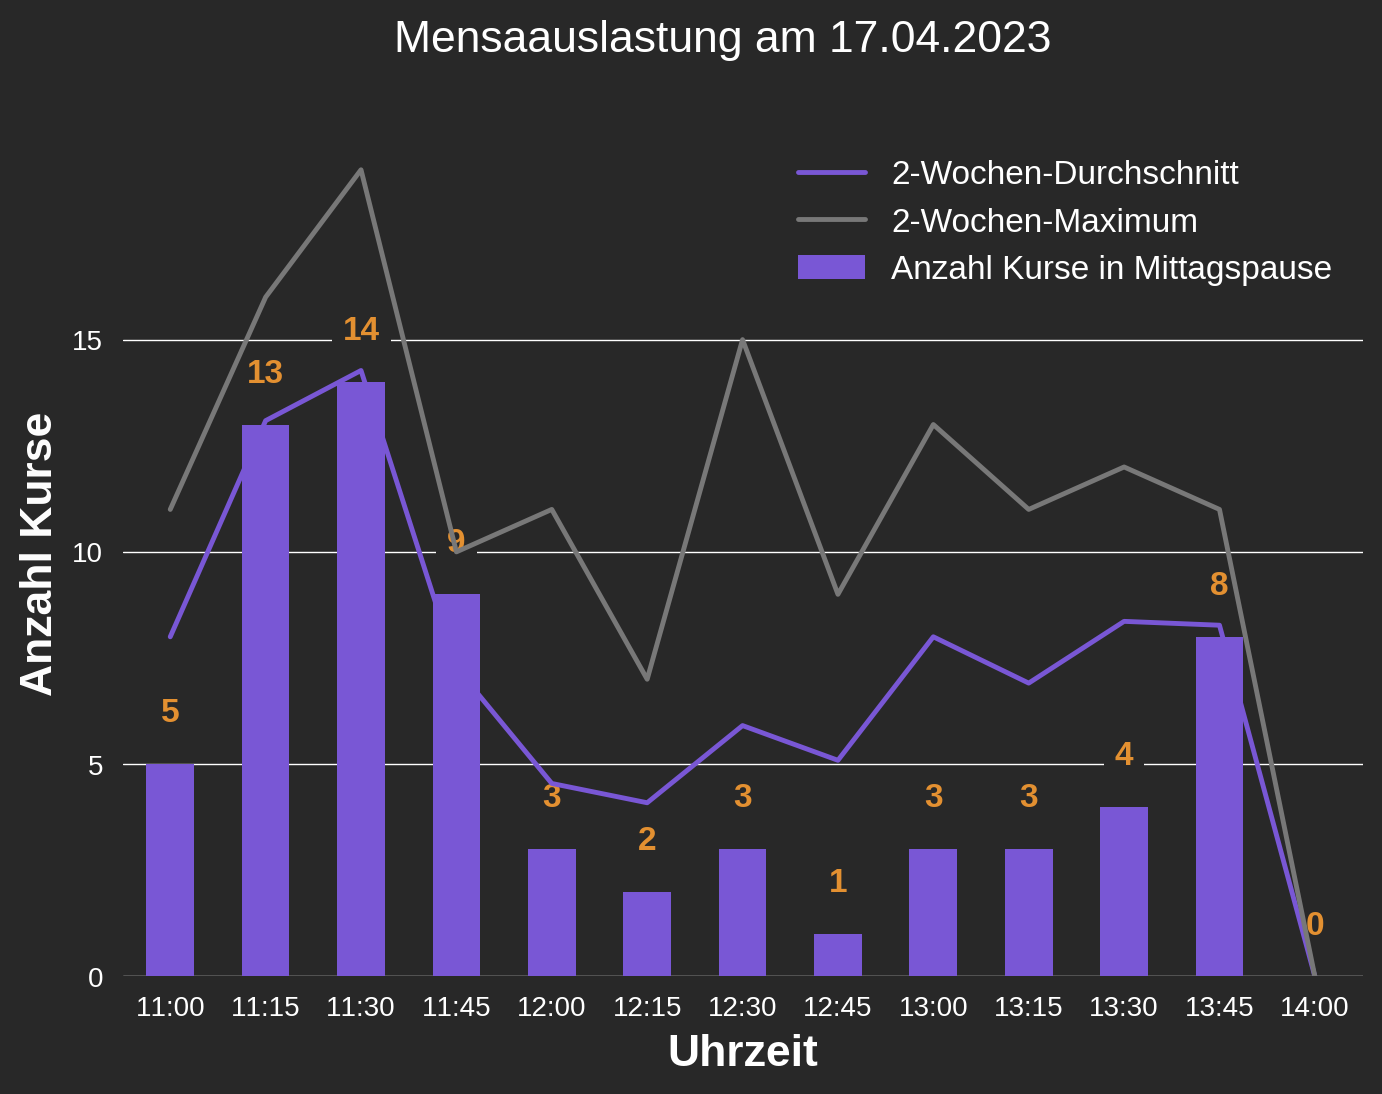 Mensaauslastung am 17.04.2023
2-Wochen-Durchschnitt
2-Wochen-Maximum
Anzahl Kurse in Mittagspause
Anzahl Kurse
15
10
5
0
5
13
14
9
3
2
3
1
3
3
4
8
0
11:00 11:15 11:30 11:45 12:00 12:15 12:30 12:45 13:00 13:15 13:30 13:45 14:00
Uhrzeit